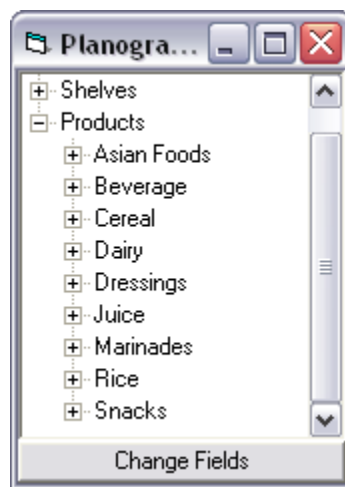 Planogra...
Shelves
Products
Asian Foods
Beverage
Cereal
Dairy
Dressings
Juice
Marinades
Rice
Snacks
Change Fields